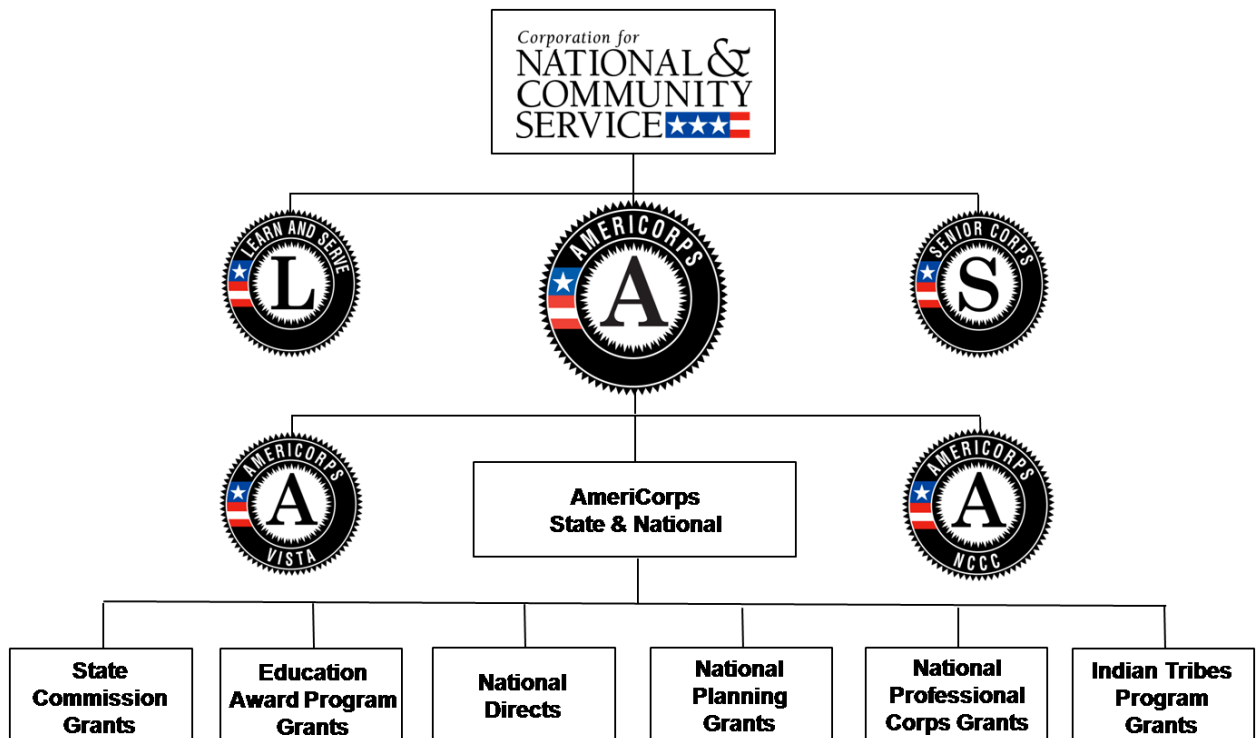 Corporation for
NATIONAL &
COMMUNITY
SERVICE
LEARN AND SERVE
L
AMERICORPS
A
SENIOR CORPS
S
AMERICORPS
A
VISTA
AmeriCorps
State & National
AMERICORPS
A
NCCC
State
Commission
Grants
Education
Award Program
Grants
National
Directs
National
Planning
Grants
National
Professional
Corps Grants
Indian Tribes
Program
Grants